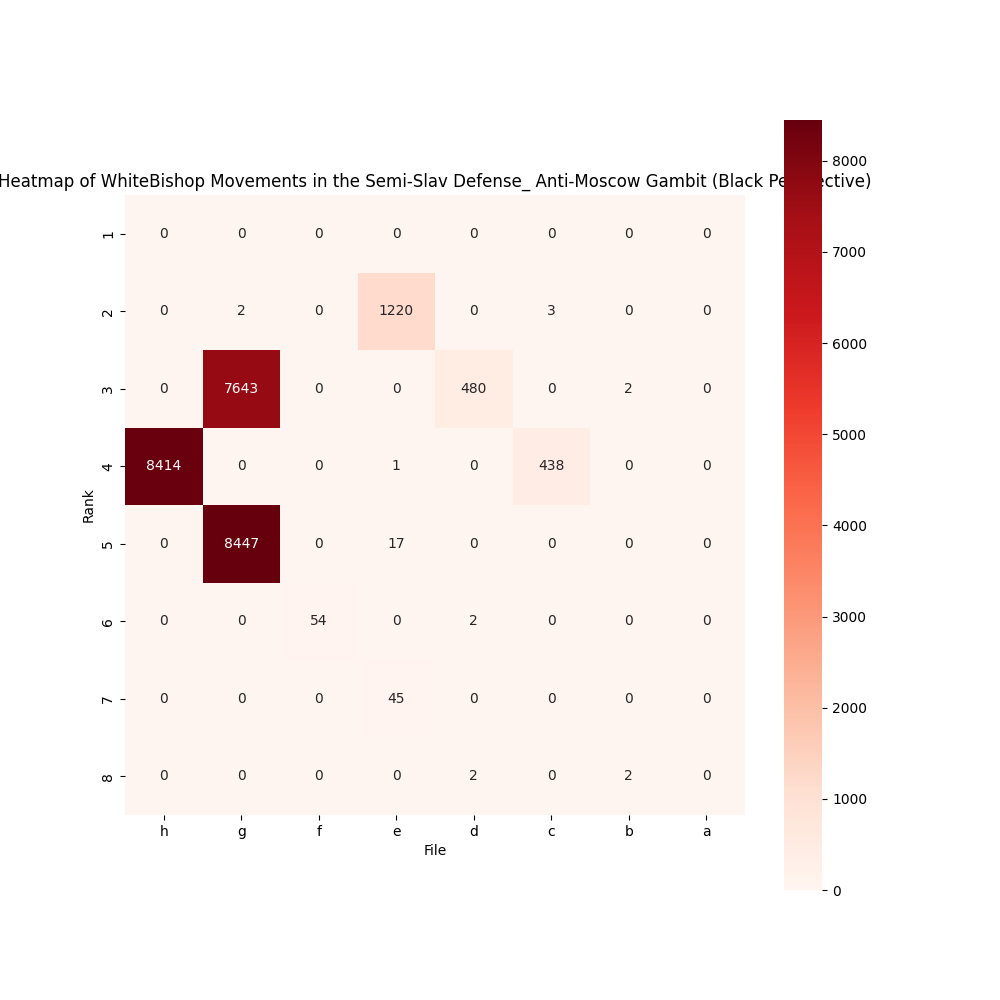 Heatmap of WhiteBishop Movements in the Semi-Slav Defense_ Anti-Moscow Gambit (Black Perspective)
Rank
1 0 0 0 0 0 0 0 0
2 0 2 0 1220 0 3 0 0
3 0 7643 0 0 480 0 2 0
4 8414 0 0 1 0 438 0 0
5 0 8447 0 17 0 0 0 0
6 0 0 54 0 2 0 0 0
7 0 0 0 45 0 0 0 0
8 0 0 0 0 2 0 2 0
h g f e d c b a
File
8000
7000
6000
5000
4000
3000
2000
1000
0